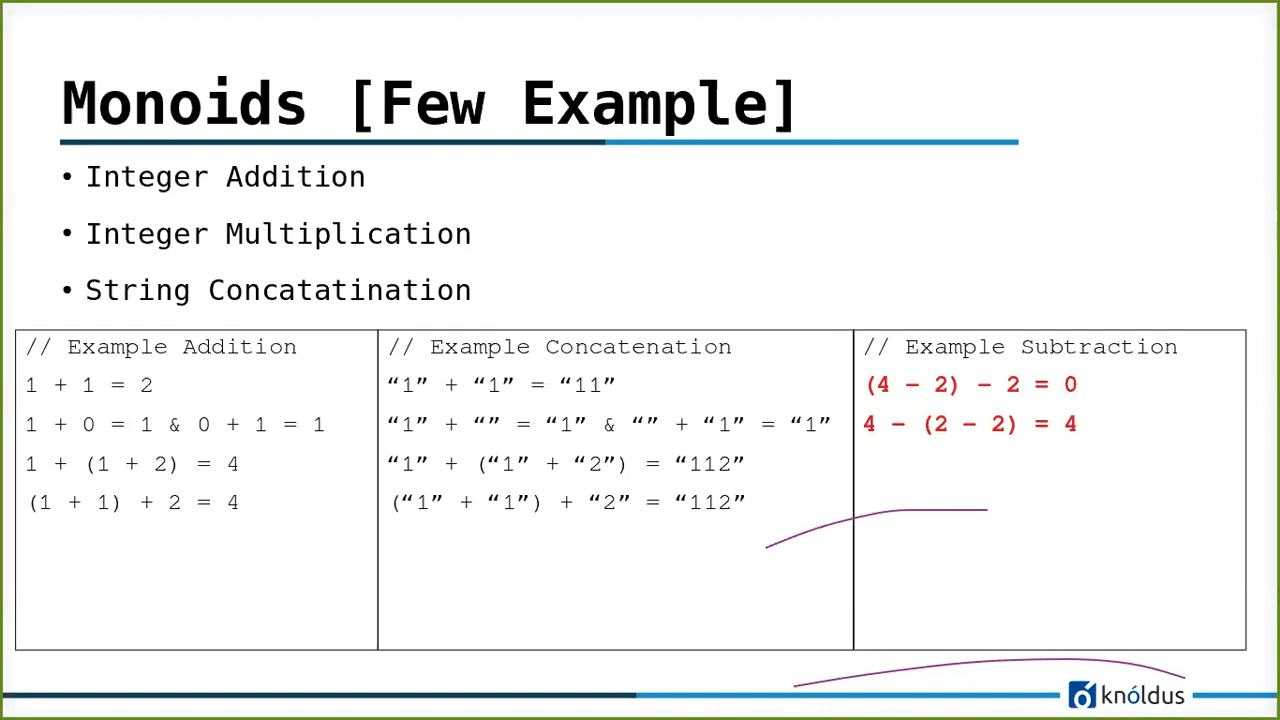 Monoids [Few Example]
• Integer Addition
• Integer Multiplication
• String Concatatination
// Example Addition
1 + 1 = 2
1 + 0 = 1 & 0 + 1 = 1
1 + (1 + 2) = 4
(1 + 1) + 2 = 4
// Example Concatenation
“1” + “1” = “11”
“1” + “” = “1” & “” + “1” = “1”
“1” + (“1” + “2”) = “112”
(“1” + “1”) + “2” = “112”
// Example Subtraction
(4 – 2) – 2 = 0
4 – (2 – 2) = 4
knóldus